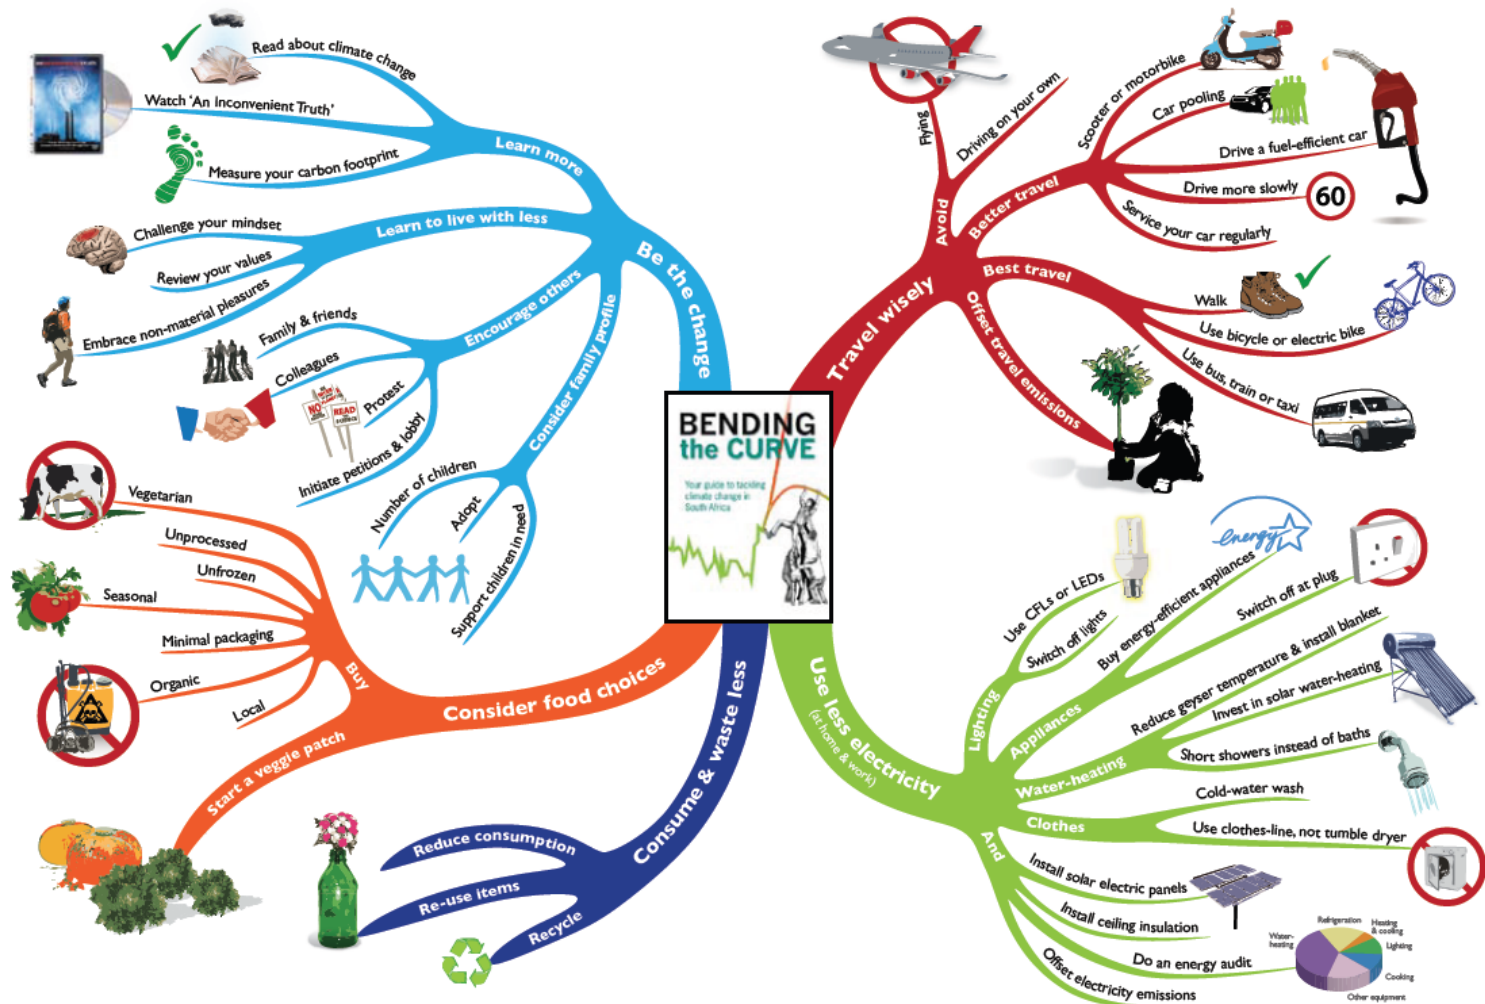 BENDING
the CURVE
Your guide to tackling
climate change in
South Africa
Be the change
Learn more
Read about climate change
Watch 'An Inconvenient Truth'
Measure your carbon footprint
Learn to live with less
Challenge your mindset
Review your values
Embrace non-material pleasures
Encourage others
Family & friends
Colleagues
Protest
NO
READ
Initiate petitions & lobby
Consider family profile
Number of children
Adopt
Support children in need
Travel wisely
Avoid
Flying
Driving on your own
Better travel
Scooter or motorbike
Car pooling
Drive a fuel-efficient car
Drive more slowly
60
Service your car regularly
Best travel
Walk
Use bicycle or electric bike
Use bus, train or taxi
Offset travel emissions
Consider food choices
Buy
Vegetarian
Unprocessed
Unfrozen
Seasonal
Minimal packaging
Organic
Local
Start a veggie patch
Consume & waste less
Reduce consumption
Re-use items
Recycle
Use less electricity
(at home & work)
Lighting
Use CFLs or LEDs
Switch off lights
Appliances
Buy energy-efficient appliances
energy
Switch off at plug
Water-heating
Reduce geyser temperature & install blanket
Invest in solar water-heating
Short showers instead of baths
Clothes
Cold-water wash
Use clothes-line, not tumble dryer
And
Install solar electric panels
Install ceiling insulation
Do an energy audit
Offset electricity emissions
Refrigeration
Heating
& cooling
Water-
heating
Lighting
Cooking
Other equipment